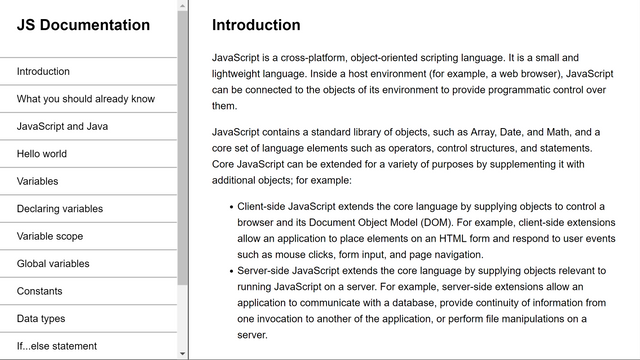 JS Documentation
Introduction
What you should already know
JavaScript and Java
Hello world
Variables
Declaring variables
Variable scope
Global variables
Constants
Data types
If...else statement
Introduction
JavaScript is a cross-platform, object-oriented scripting language. It is a small and
lightweight language. Inside a host environment (for example, a web browser), JavaScript
can be connected to the objects of its environment to provide programmatic control over
them.
JavaScript contains a standard library of objects, such as Array, Date, and Math, and a
core set of language elements such as operators, control structures, and statements.
Core JavaScript can be extended for a variety of purposes by supplementing it with
additional objects; for example:
• Client-side JavaScript extends the core language by supplying objects to control a
browser and its Document Object Model (DOM). For example, client-side extensions
allow an application to place elements on an HTML form and respond to user events
such as mouse clicks, form input, and page navigation.
• Server-side JavaScript extends the core language by supplying objects relevant to
running JavaScript on a server. For example, server-side extensions allow an
application to communicate with a database, provide continuity of information from
one invocation to another of the application, or perform file manipulations on a
server.